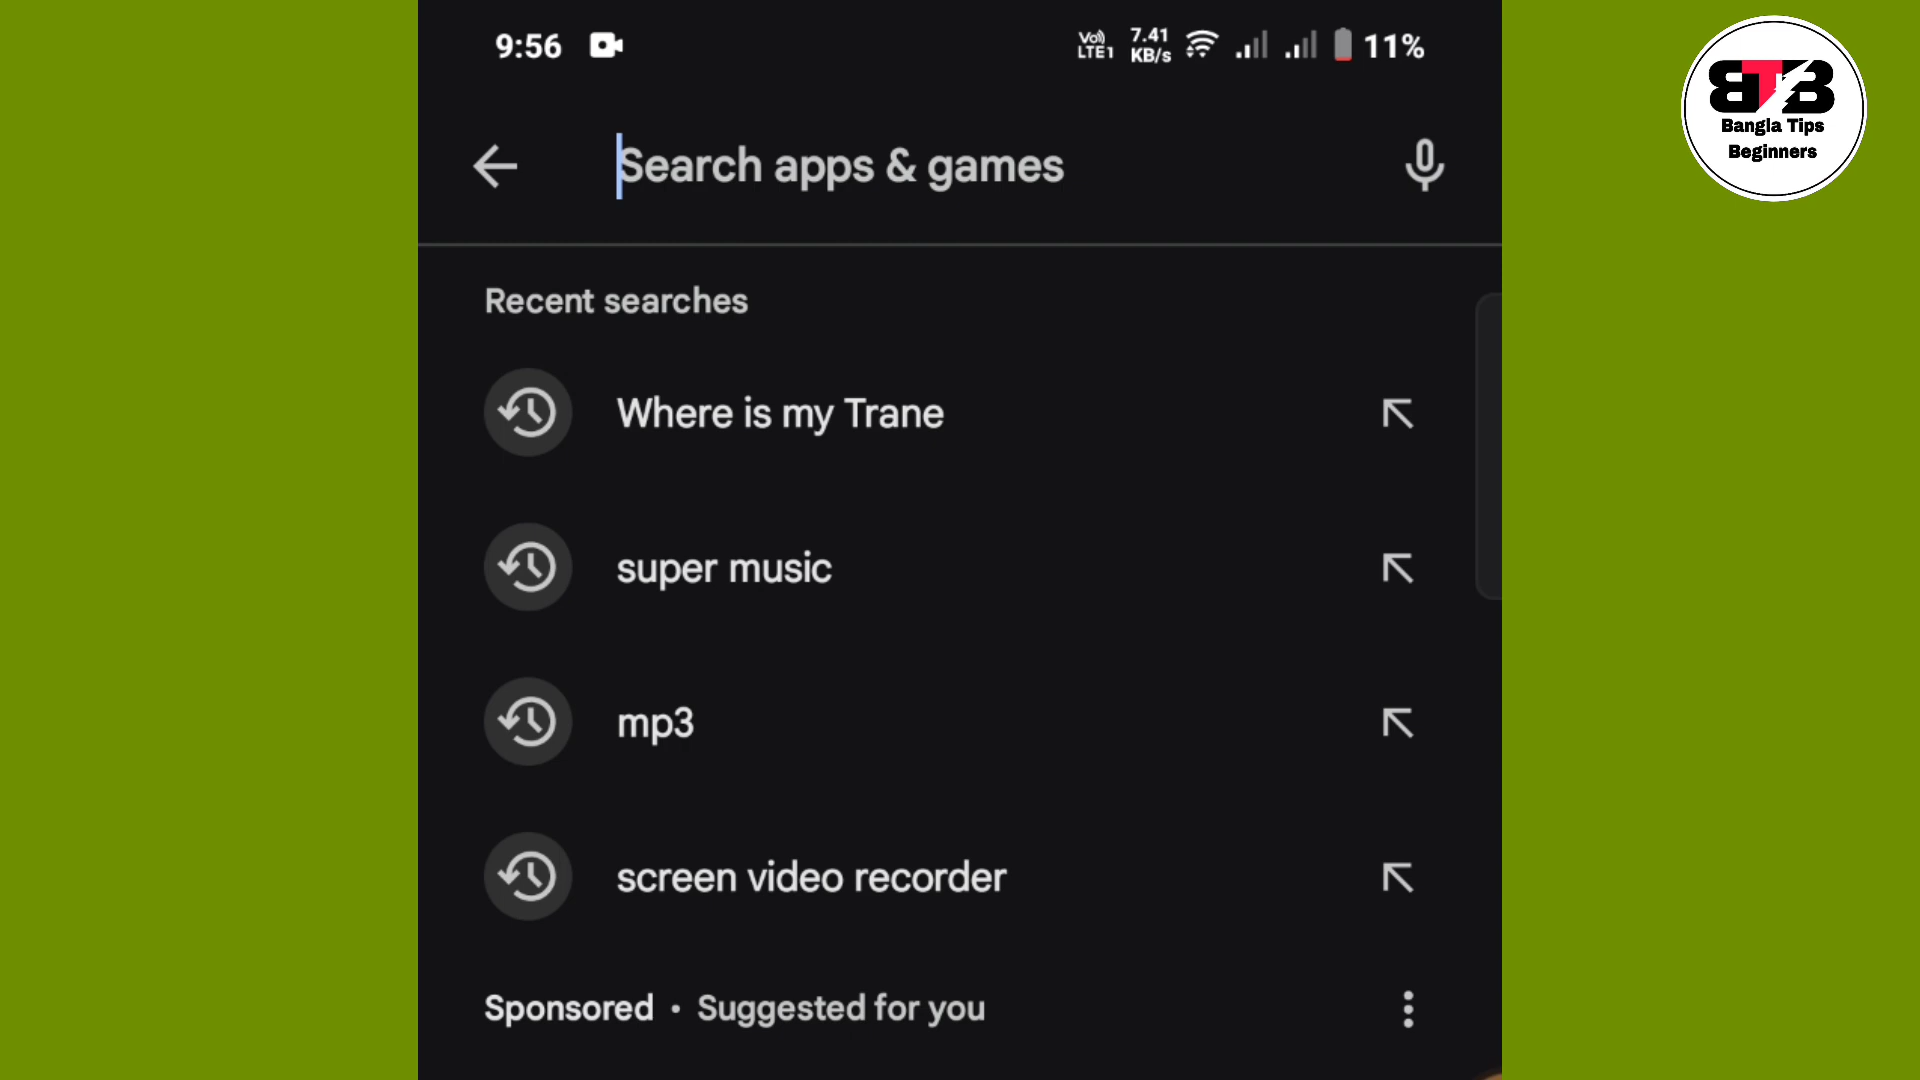 9:56
Vo)) LTE1 7.41 KB/s 11%
BTB
Bangla Tips
Beginners
Search apps & games
Recent searches
Where is my Trane
super music
mp3
screen video recorder
Sponsored • Suggested for you